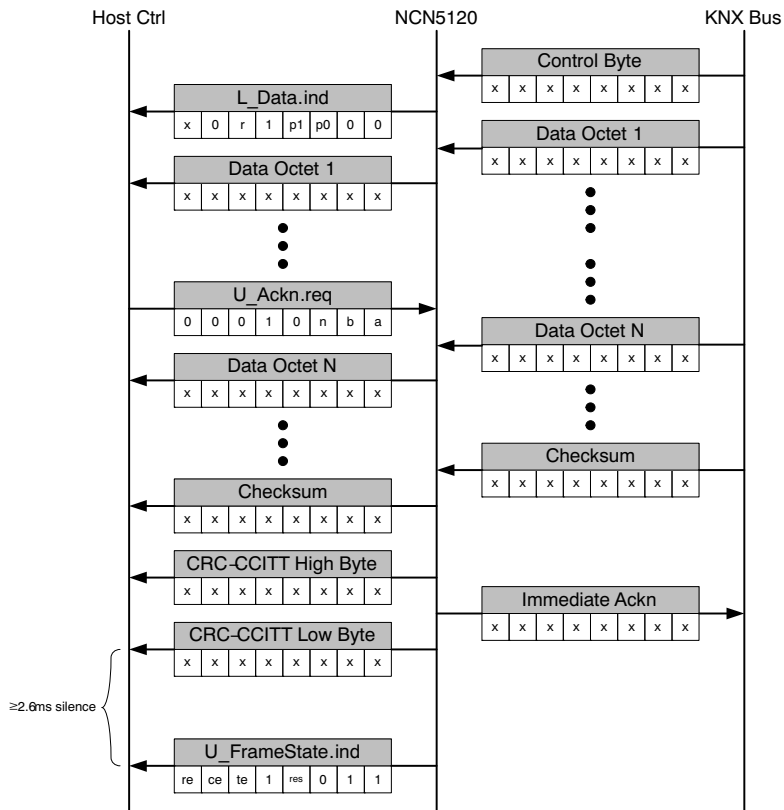 Host Ctrl NCN5120 KNX Bus
Control Byte
x x x x x x x x
L_Data.ind
x 0 r 1 p1 p0 0 0
Data Octet 1
x x x x x x x x
Data Octet 1
x x x x x x x x
U_Ackn.req
0 0 0 1 0 n b a
Data Octet N
x x x x x x x x
Data Octet N
x x x x x x x x
Checksum
x x x x x x x x
Checksum
x x x x x x x x
CRC-CCITT High Byte
x x x x x x x x
Immediate Ackn
x x x x x x x x
CRC-CCITT Low Byte
x x x x x x x x
≥2.6ms silence
U_FrameState.ind
re ce te 1 res 0 1 1